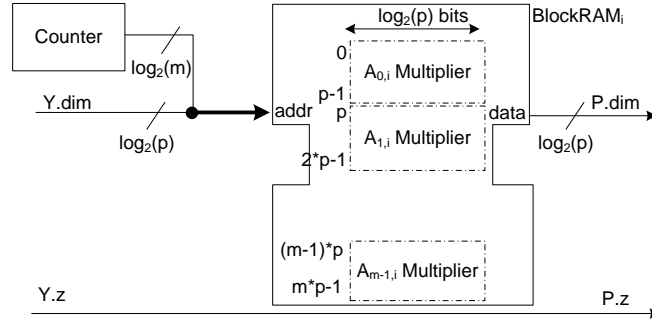 log₂(p) bits
BlockRAMᵢ
Counter
0
log₂(m)
A₀,ᵢ Multiplier
p-1
Y.dim
addr
p
data
P.dim
A₁,ᵢ Multiplier
log₂(p)
log₂(p)
2*p-1
(m-1)*p
Aₘ₋₁,ᵢ Multiplier
m*p-1
Y.z
P.z